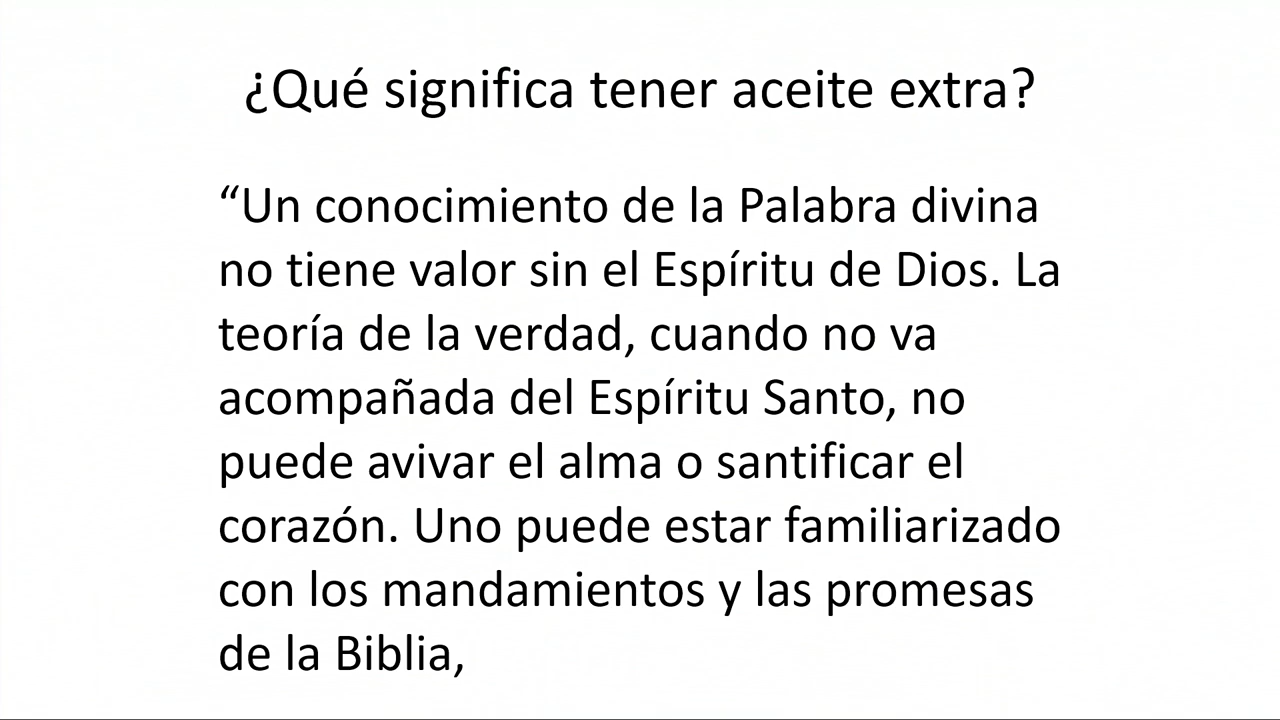 ¿Qué significa tener aceite extra?
“Un conocimiento de la Palabra divina
no tiene valor sin el Espíritu de Dios. La
teoría de la verdad, cuando no va
acompañada del Espíritu Santo, no
puede avivar el alma o santificar el
corazón. Uno puede estar familiarizado
con los mandamientos y las promesas
de la Biblia,